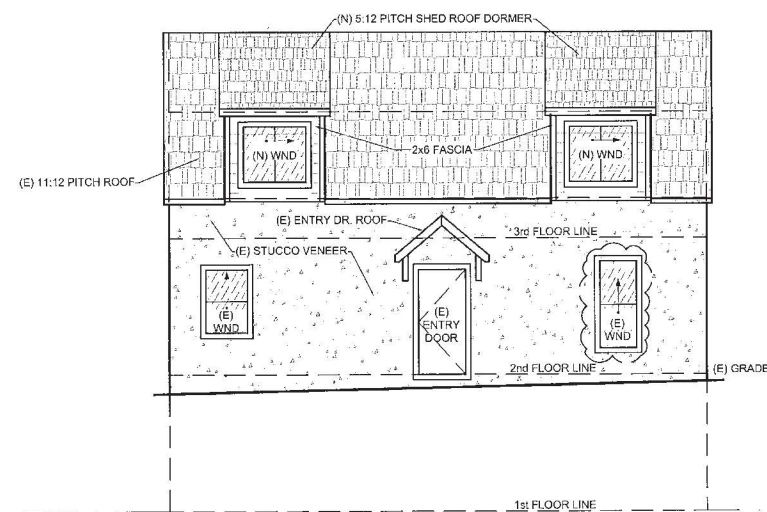 (N) 5:12 PITCH SHED ROOF DORMER
(N) WND
2x6 FASCIA
(N) WND
(E) 11:12 PITCH ROOF
(E) ENTRY DR. ROOF
3rd FLOOR LINE
(E) STUCCO VENEER
(E)
WND
(E)
ENTRY
DOOR
(E)
WND
2nd FLOOR LINE
(E) GRADE
1st FLOOR LINE